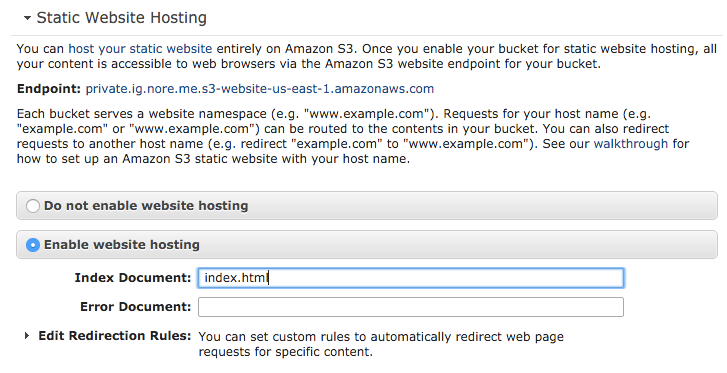 Static Website Hosting
You can host your static website entirely on Amazon S3. Once you enable your bucket for static website hosting, all
your content is accessible to web browsers via the Amazon S3 website endpoint for your bucket.
Endpoint: private.ig.nore.me.s3-website-us-east-1.amazonaws.com
Each bucket serves a website namespace (e.g. "www.example.com"). Requests for your host name (e.g.
"example.com" or "www.example.com") can be routed to the contents in your bucket. You can also redirect
requests to another host name (e.g. redirect "example.com" to "www.example.com"). See our walkthrough for
how to set up an Amazon S3 static website with your host name.
Do not enable website hosting
Enable website hosting
Index Document: index.html
Error Document:
Edit Redirection Rules: You can set custom rules to automatically redirect web page
requests for specific content.